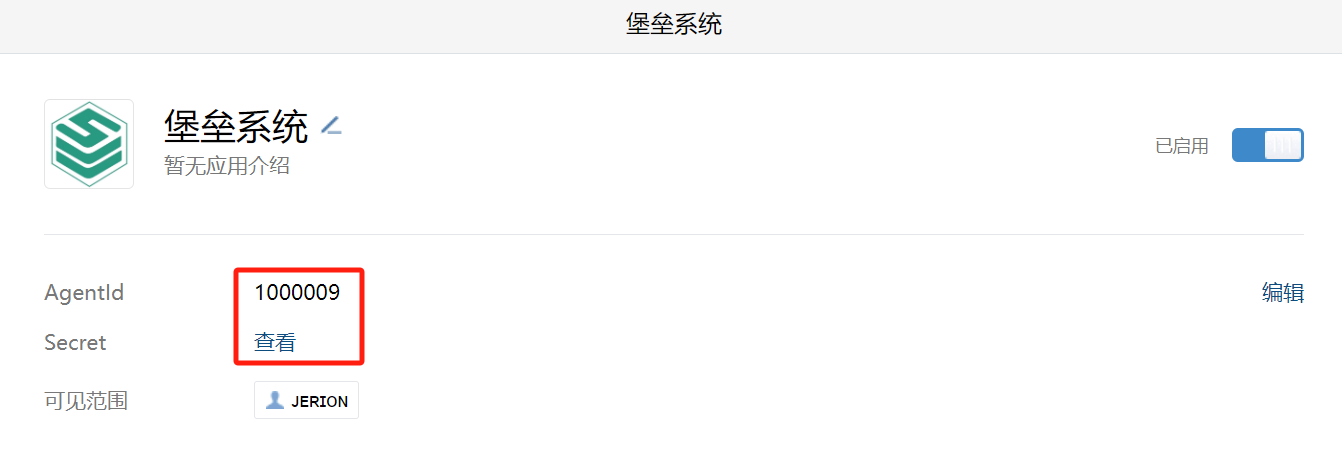 堡垒系统
堡垒系统
暂无应用介绍
已启用
AgentId 1000009 编辑
Secret 查看
可见范围 JERION